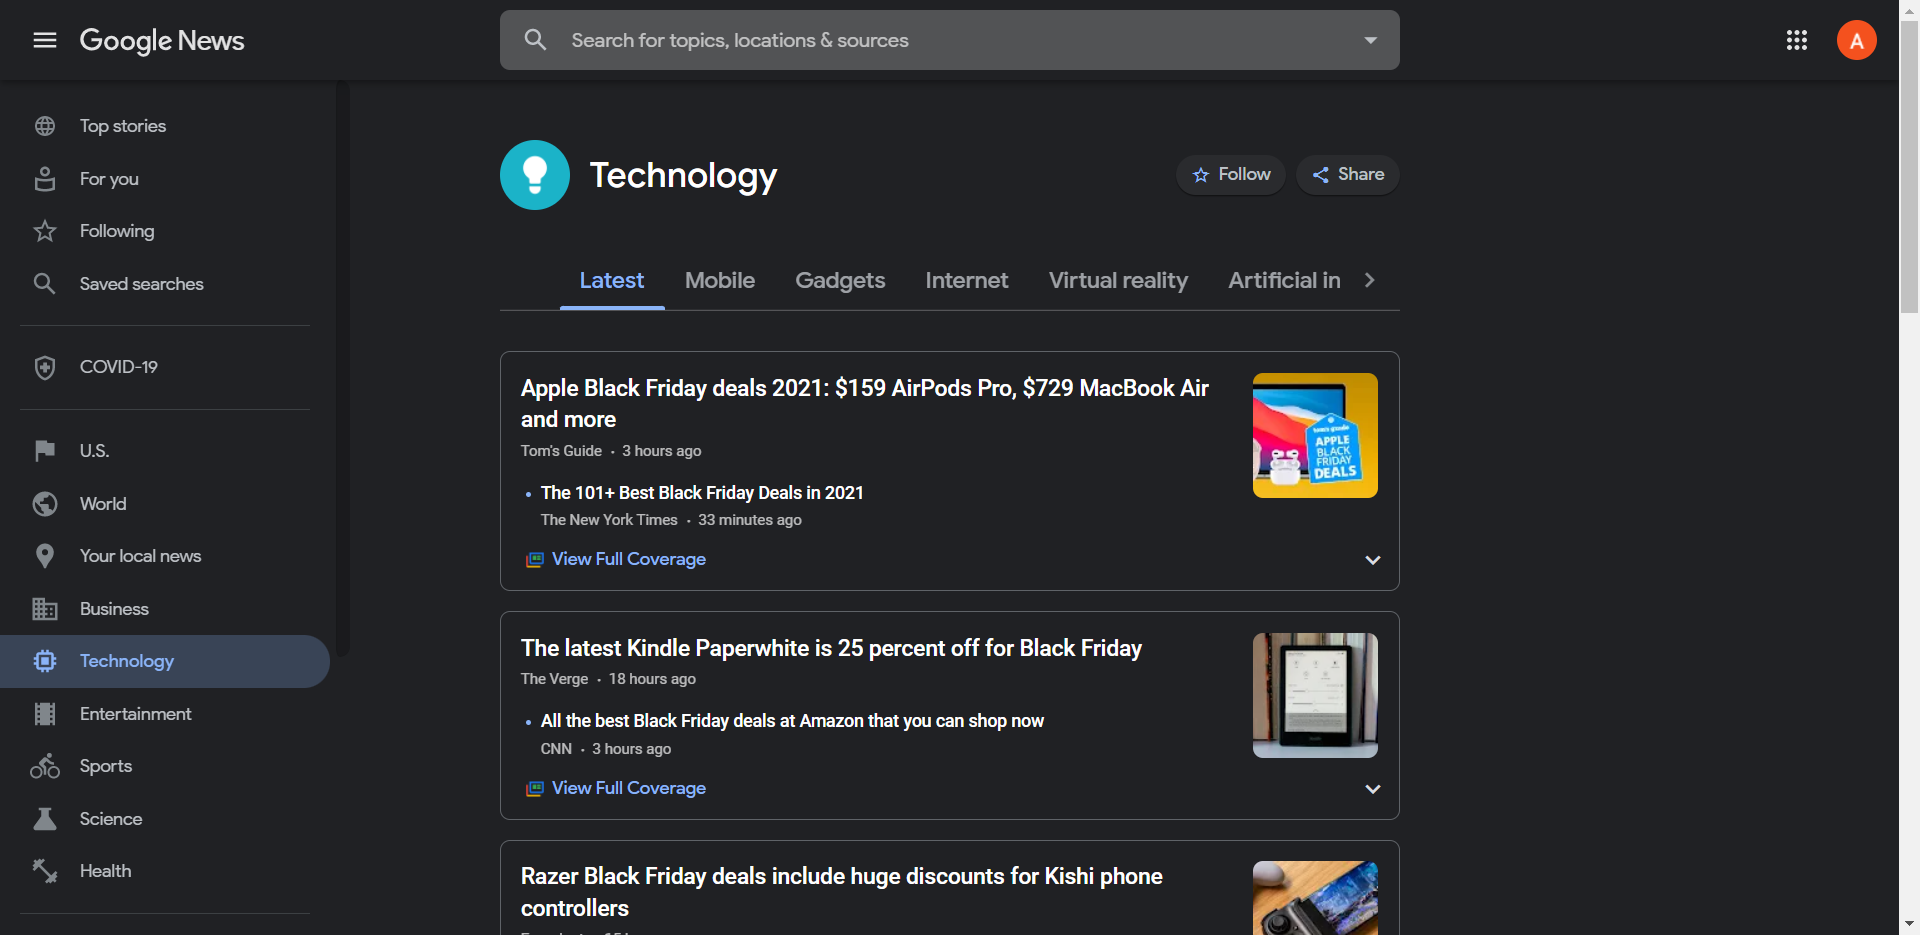 Google News
Search for topics, locations & sources
A
Top stories
For you
Following
Saved searches
COVID-19
U.S.
World
Your local news
Business
Technology
Entertainment
Sports
Science
Health
Technology
Follow
Share
Latest
Mobile
Gadgets
Internet
Virtual reality
Artificial in
Apple Black Friday deals 2021: $159 AirPods Pro, $729 MacBook Air
and more
Tom's Guide · 3 hours ago
tom's guide
APPLE
BLACK
FRIDAY
DEALS
The 101+ Best Black Friday Deals in 2021
The New York Times · 33 minutes ago
View Full Coverage
The latest Kindle Paperwhite is 25 percent off for Black Friday
The Verge · 18 hours ago
All the best Black Friday deals at Amazon that you can shop now
CNN · 3 hours ago
View Full Coverage
Razer Black Friday deals include huge discounts for Kishi phone
controllers